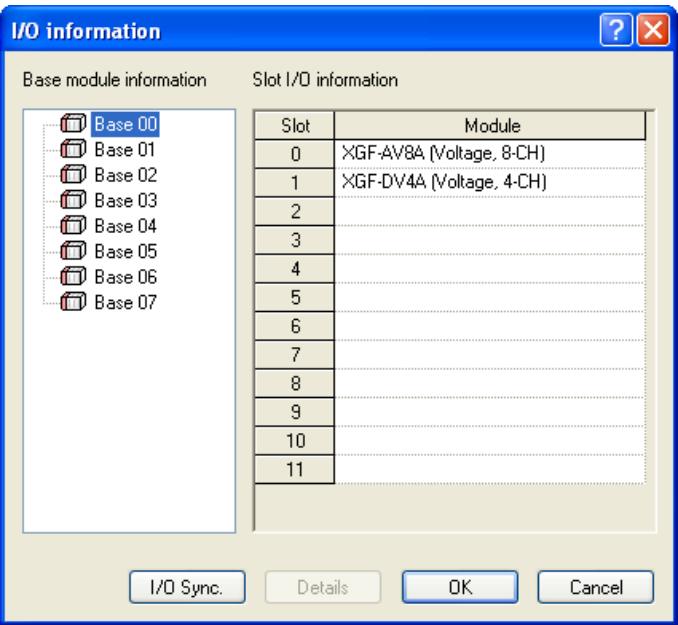 I/O information
Base module information
Slot I/O information
Base 00
Base 01
Base 02
Base 03
Base 04
Base 05
Base 06
Base 07
Slot Module
0 XGF-AV8A (Voltage, 8-CH)
1 XGF-DV4A (Voltage, 4-CH)
2
3
4
5
6
7
8
9
10
11
I/O Sync. Details OK Cancel